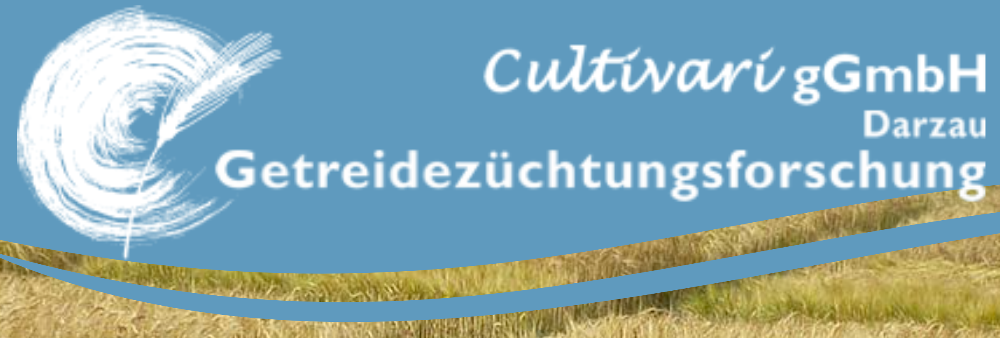 Cultivari gGmbH
Darzau
Getreidezüchtungsforschung